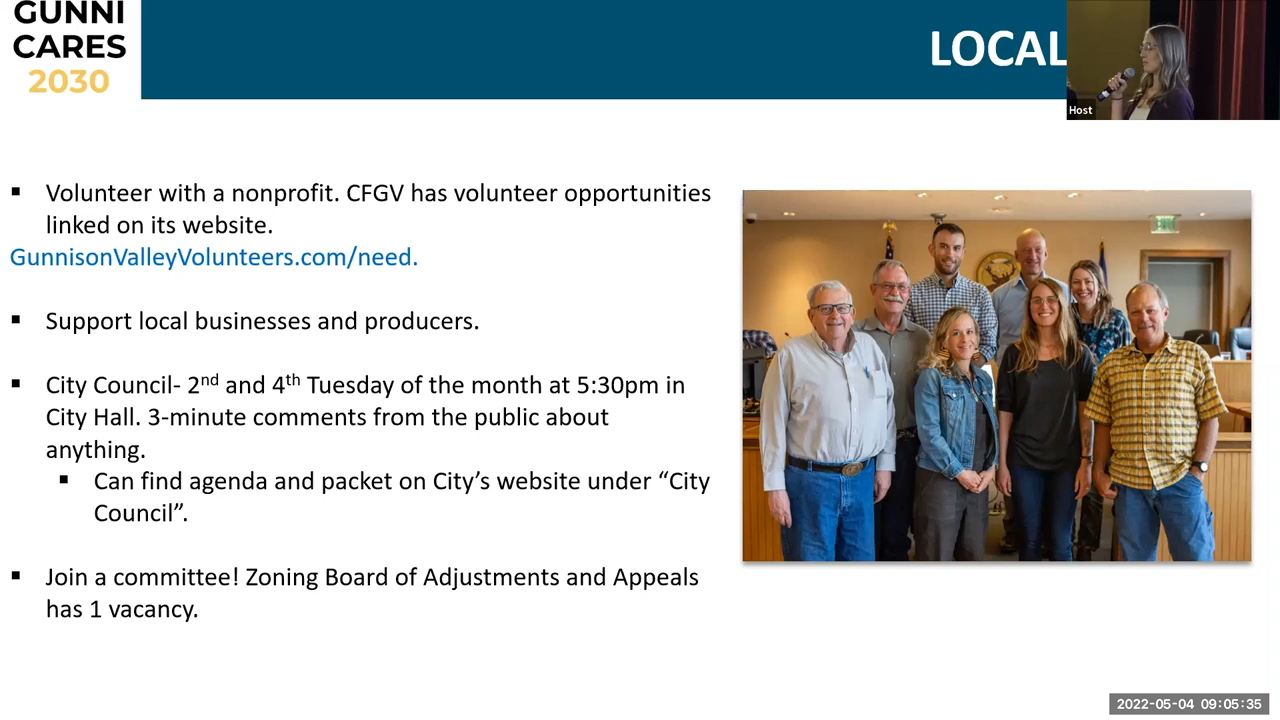 GUNNI
CARES
2030
LOCAL
Host
▪ Volunteer with a nonprofit. CFGV has volunteer opportunities
linked on its website.
GunnisonValleyVolunteers.com/need.
▪ Support local businesses and producers.
▪ City Council- 2nd and 4th Tuesday of the month at 5:30pm in
City Hall. 3-minute comments from the public about
anything.
▪ Can find agenda and packet on City’s website under “City
Council”.
▪ Join a committee! Zoning Board of Adjustments and Appeals
has 1 vacancy.
2022-05-04 09:05:35